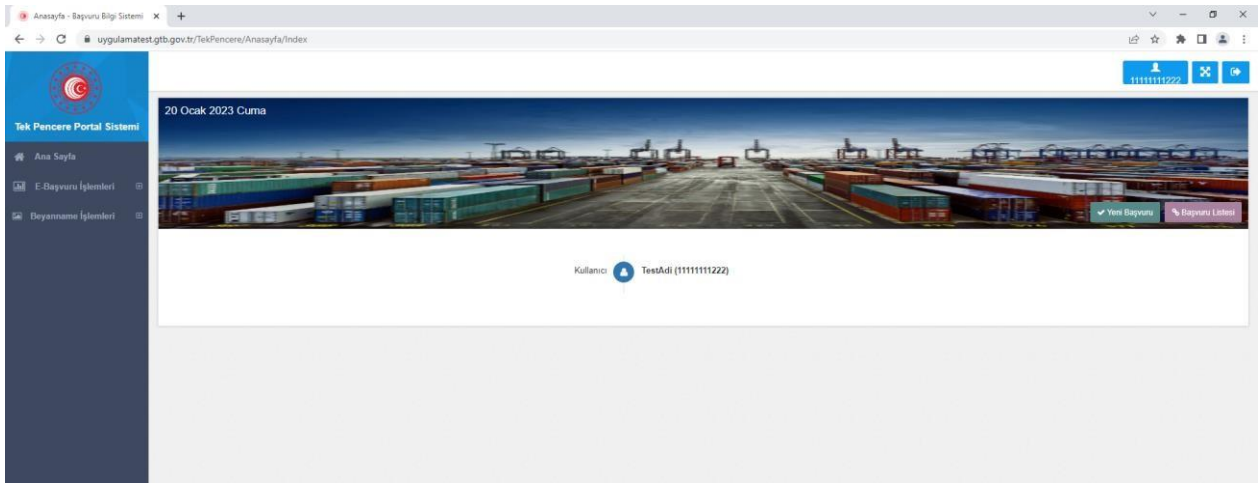 Anasayfa - Başvuru Bilgi Sistemi
uygulamatest.gtb.gov.tr/TekPencere/Anasayfa/Index
11111111222
Tek Pencere Portal Sistemi
Ana Sayfa
E-Başvuru İşlemleri
Beyanname İşlemleri
20 Ocak 2023 Cuma
Yeni Başvuru
Başvuru Listesi
Kullanıcı TestAdi (11111111222)